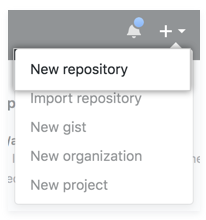 New repository
Import repository
New gist
New organization
New project